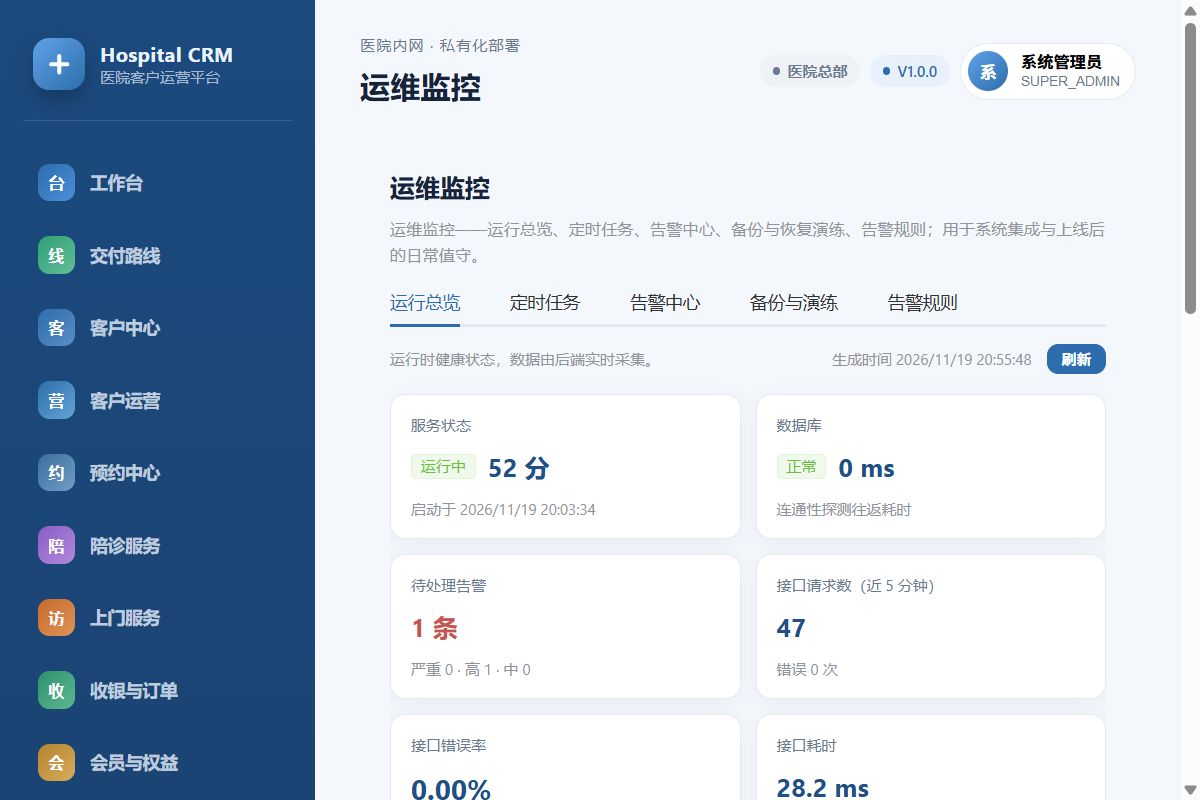 Hospital CRM
医院客户运营平台
台 工作台
线 交付路线
客 客户中心
营 客户运营
约 预约中心
陪 陪诊服务
访 上门服务
收 收银与订单
会 会员与权益
医院内网 · 私有化部署
运维监控
医院总部
V1.0.0
系 系统管理员
SUPER_ADMIN
运维监控
运维监控——运行总览、定时任务、告警中心、备份与恢复演练、告警规则；用于系统集成与上线后
的日常值守。
运行总览 定时任务 告警中心 备份与演练 告警规则
运行时健康状态，数据由后端实时采集。 生成时间 2026/11/19 20:55:48 刷新
服务状态
运行中 52 分
启动于 2026/11/19 20:03:34
数据库
正常 0 ms
连通性探测往返耗时
待处理告警
1 条
严重 0 · 高 1 · 中 0
接口请求数（近 5 分钟）
47
错误 0 次
接口错误率
0.00%
接口耗时
28.2 ms